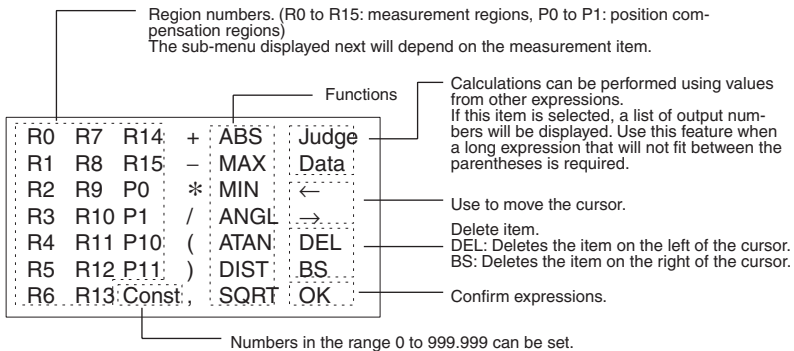 Region numbers. (R0 to R15: measurement regions, P0 to P1: position com-
pensation regions)
The sub-menu displayed next will depend on the measurement item.
Functions
Calculations can be performed using values
from other expressions.
If this item is selected, a list of output num-
bers will be displayed. Use this feature when
a long expression that will not fit between the
parentheses is required.
R0 R7 R14 + ABS Judge
R1 R8 R15 − MAX Data
R2 R9 P0 * MIN ←
R3 R10 P1 / ANGL →
R4 R11 P10 ( ATAN DEL
R5 R12 P11 ) DIST BS
R6 R13 Const , SQRT OK
Use to move the cursor.
Delete item.
DEL: Deletes the item on the left of the cursor.
BS: Deletes the item on the right of the cursor.
Confirm expressions.
Numbers in the range 0 to 999.999 can be set.